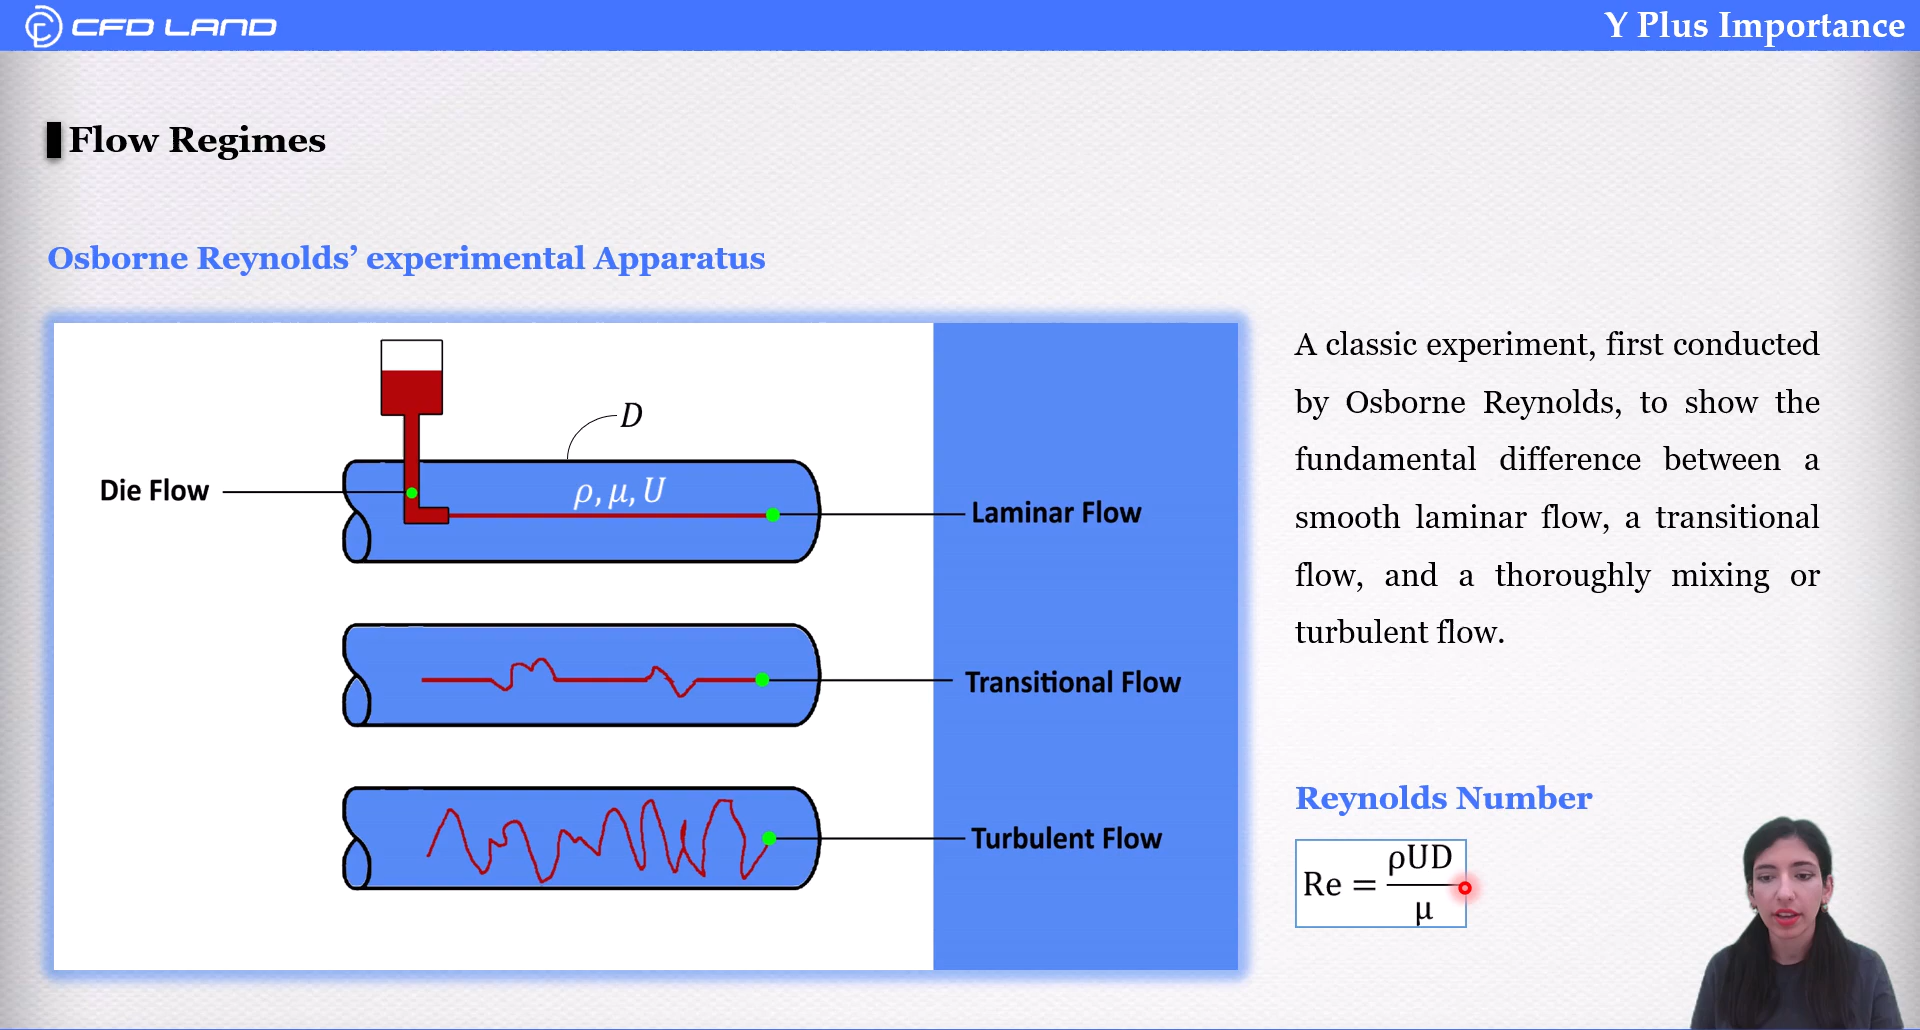 CFD LAND
Y Plus Importance
Flow Regimes
Osborne Reynolds’ experimental Apparatus
D
Die Flow
ρ, μ, U
Laminar Flow
Transitional Flow
Turbulent Flow
A classic experiment, first conducted
by Osborne Reynolds, to show the
fundamental difference between a
smooth laminar flow, a transitional
flow, and a thoroughly mixing or
turbulent flow.
Reynolds Number
Re = ρUD / μ